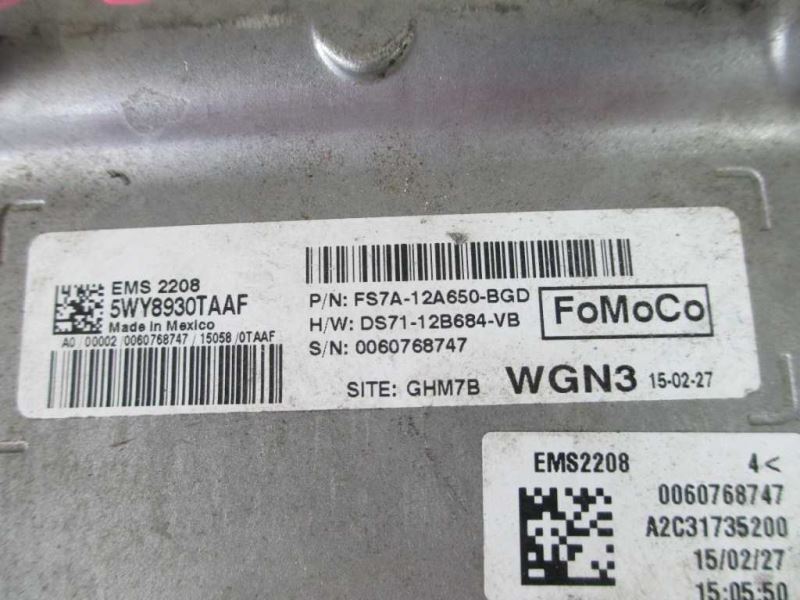 EMS 2208
5WY8930TAAF
Made in Mexico
A0 / 00002 / 0060768747 / 15058 / 0TAAF
P/N: FS7A-12A650-BGD
H/W: DS71-12B684-VB
S/N: 0060768747
FoMoCo
SITE: GHM7B WGN3 15-02-27
EMS2208 4<
0060768747
A2C31735200
15/02/27
15:05:50